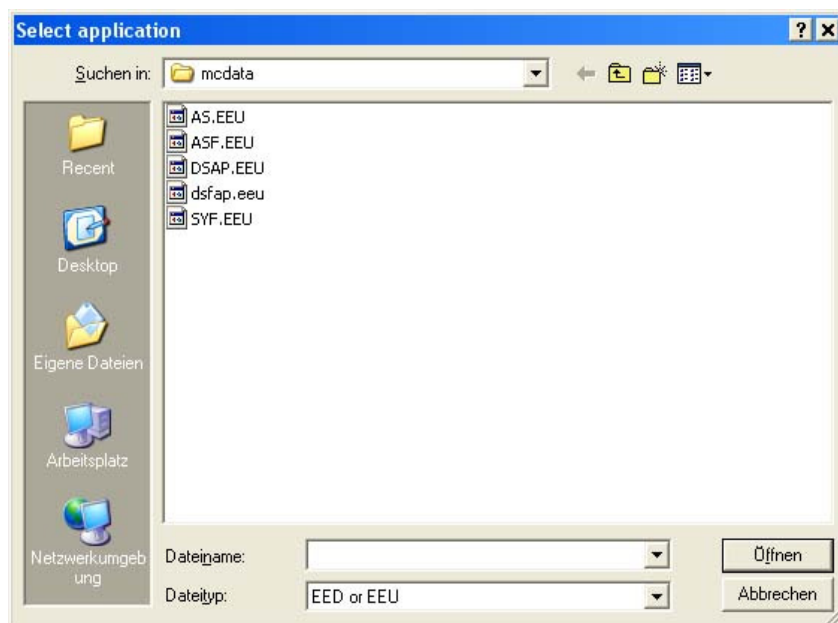 Select application
Suchen in:
mcdata
Recent
Desktop
Eigene Dateien
Arbeitsplatz
Netzwerkumgeb
ung
AS.EEU
ASF.EEU
DSAP.EEU
dsfap.eeu
SYF.EEU
Dateiname:
Öffnen
Dateityp:
EED or EEU
Abbrechen